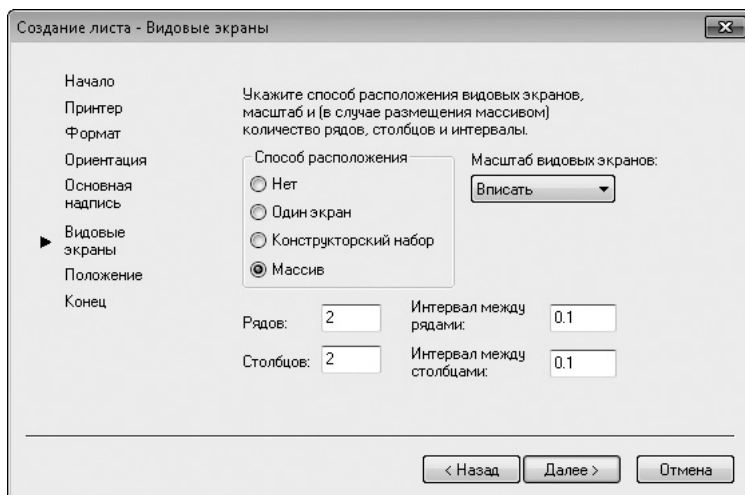 Создание листа - Видовые экраны
Начало
Принтер
Формат
Ориентация
Основная
надпись
Видовые
экраны
Положение
Конец
Укажите способ расположения видовых экранов,
масштаб и (в случае размещения массивом)
количество рядов, столбцов и интервалы.
Способ расположения
Нет
Один экран
Конструкторский набор
Массив
Масштаб видовых экранов:
Вписать
Рядов:
2
Интервал между
рядами:
0.1
Столбцов:
2
Интервал между
столбцами:
0.1
< Назад
Далее >
Отмена